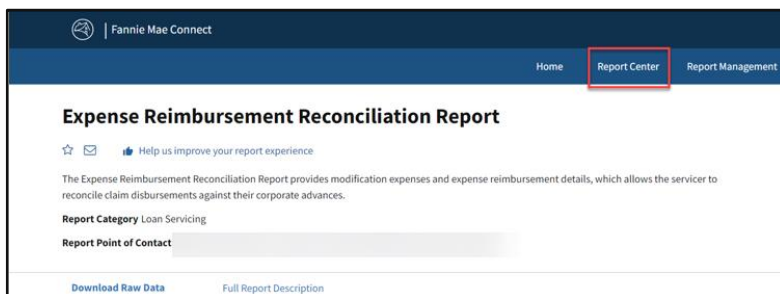 | Fannie Mae Connect
Home Report Center Report Management
Expense Reimbursement Reconciliation Report
Help us improve your report experience
The Expense Reimbursement Reconciliation Report provides modification expenses and expense reimbursement details, which allows the servicer to
reconcile claim disbursements against their corporate advances.
Report Category Loan Servicing
Report Point of Contact
Download Raw Data Full Report Description